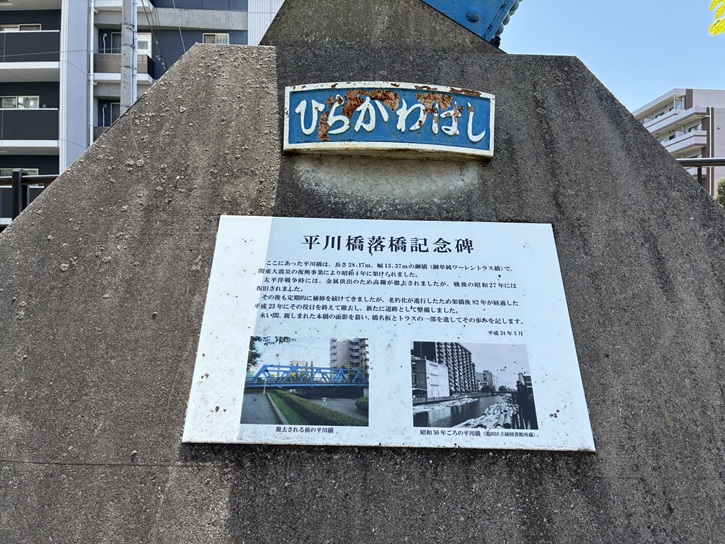 ひらかわはし
平川橋落橋記念碑
ここにあった平川橋は、長さ28.17m、幅13.37mの鋼橋（鋼単純ワーレントラス橋）で、
関東大震災の復興事業により昭和4年に架けられました。
太平洋戦争時には、金属供出のため高欄が撤去されましたが、戦後の昭和27年には
復旧されました。
その後も定期的に補修を続けてきましたが、老朽化が進行したため架橋後82年が経過した
平成23年にその役目を終えて撤去し、新たに道路として整備しました。
永い間、親しまれた本橋の面影を慕い、橋名板とトラスの一部を遺してその歩みを記します。
平成24年3月
撤去される前の平川橋
昭和50年ごろの平川橋（墨田区立緑図書館所蔵）